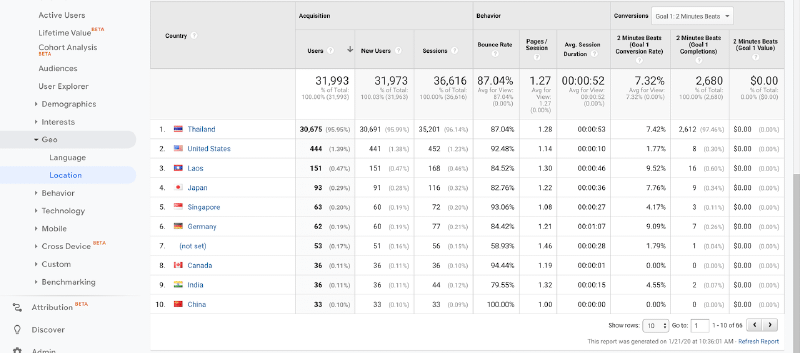 Active Users
Lifetime Value BETA
Cohort Analysis
BETA
Audiences
User Explorer
Demographics
Interests
Geo
Language
Location
Behavior
Technology
Mobile
Cross Device BETA
Custom
Benchmarking
Attribution BETA
Discover
Admin
Country
Acquisition
Behavior
Conversions Goal 1: 2 Minutes Beats
Users New Users Sessions Bounce Rate Pages / Session Avg. Session Duration 2 Minutes Beats (Goal 1 Conversion Rate) 2 Minutes Beats (Goal 1 Completions) 2 Minutes Beats (Goal 1 Value)
31,993 31,973 36,616 87.04% 1.27 00:00:52 7.32% 2,680 $0.00
% of Total: 100.00% (31,993) % of Total: 100.03% (31,963) % of Total: 100.00% (36,616) Avg for View: 87.04% (0.00%) Avg for View: 1.27 (0.00%) Avg for View: 00:00:52 (0.00%) Avg for View: 7.32% (0.00%) % of Total: 100.00% (2,680) % of Total: 0.00% ($0.00)
1. Thailand 30,675 (95.95%) 30,691 (95.99%) 35,201 (96.14%) 87.04% 1.28 00:00:53 7.42% 2,612 (97.46%) $0.00 (0.00%)
2. United States 444 (1.39%) 441 (1.38%) 452 (1.23%) 92.48% 1.14 00:00:10 1.77% 8 (0.30%) $0.00 (0.00%)
3. Laos 151 (0.47%) 151 (0.47%) 168 (0.46%) 84.52% 1.30 00:00:46 9.52% 16 (0.60%) $0.00 (0.00%)
4. Japan 93 (0.29%) 91 (0.28%) 116 (0.32%) 82.76% 1.22 00:00:36 7.76% 9 (0.34%) $0.00 (0.00%)
5. Singapore 63 (0.20%) 60 (0.19%) 72 (0.20%) 93.06% 1.08 00:00:27 4.17% 3 (0.11%) $0.00 (0.00%)
6. Germany 62 (0.19%) 60 (0.19%) 77 (0.21%) 84.42% 1.21 00:01:07 9.09% 7 (0.26%) $0.00 (0.00%)
7. (not set) 53 (0.17%) 51 (0.16%) 56 (0.15%) 58.93% 1.46 00:00:28 1.79% 1 (0.04%) $0.00 (0.00%)
8. Canada 36 (0.11%) 36 (0.11%) 36 (0.10%) 94.44% 1.19 00:00:01 0.00% 0 (0.00%) $0.00 (0.00%)
9. India 36 (0.11%) 36 (0.11%) 44 (0.12%) 79.55% 1.32 00:00:15 4.55% 2 (0.07%) $0.00 (0.00%)
10. China 33 (0.10%) 33 (0.10%) 33 (0.09%) 100.00% 1.00 00:00:00 0.00% 0 (0.00%) $0.00 (0.00%)
Show rows: 10 Go to: 1 1 - 10 of 66
This report was generated on 1/21/20 at 10:36:01 AM - Refresh Report